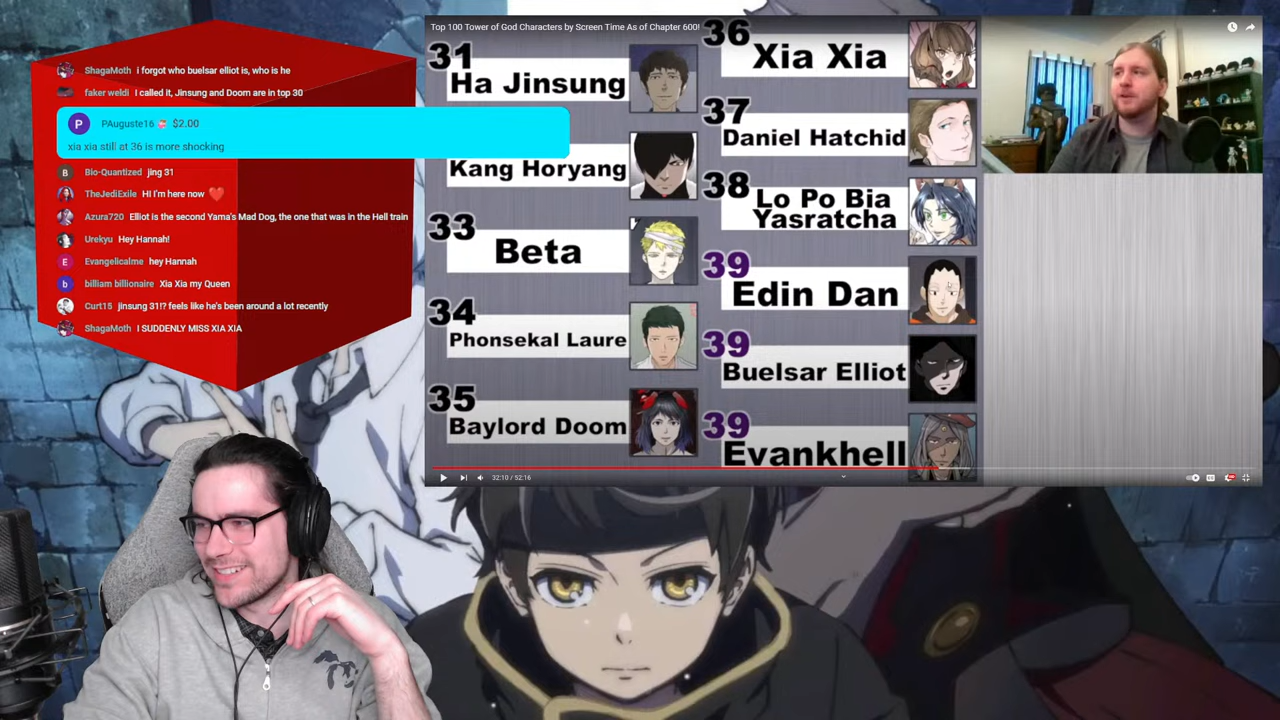 ShagaMoth i forgot who buelsar elliot is, who is he
faker weldi I called it, Jinsung and Doom are in top 30
P PAuguste16 $2.00
xia xia still at 36 is more shocking
B Bio-Quantized jing 31
TheJediExile HI I'm here now ❤️
Azura720 Elliot is the second Yama's Mad Dog, the one that was in the Hell train
Urekyu Hey Hannah!
E Evangelicalme hey Hannah
b billiam billionaire Xia Xia my Queen
Curt15 jinsung 31!? feels like he's been around a lot recently
ShagaMoth I SUDDENLY MISS XIA XIA
Top 100 Tower of God Characters by Screen Time As of Chapter 600!
31
Ha Jinsung
Kang Horyang
33
Beta
34
Phonsekal Laure
35
Baylord Doom
36
Xia Xia
37
Daniel Hatchid
38
Lo Po Bia
Yasratcha
39
Edin Dan
39
Buelsar Elliot
39
Evankhell
32:10 / 52:16